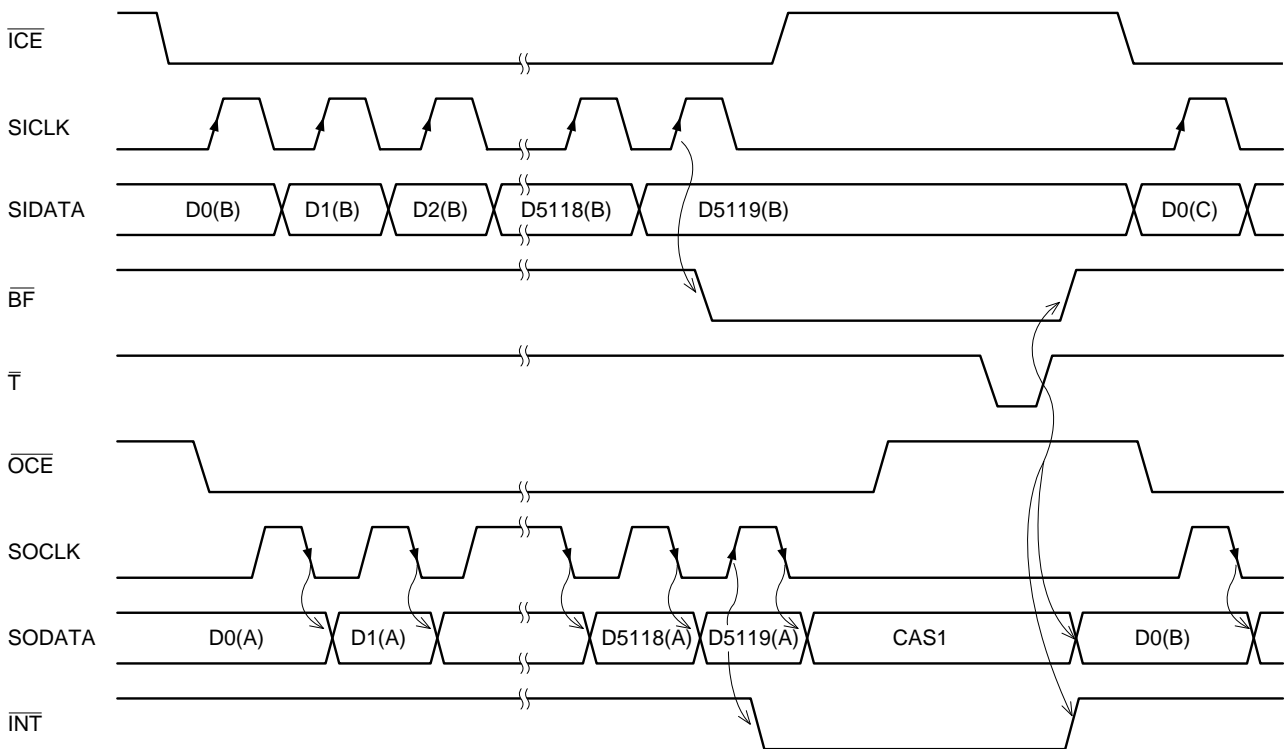 ICE
SICLK
SIDATA D0(B) D1(B) D2(B) D5118(B) D5119(B) D0(C)
BF
T
OCE
SOCLK
SODATA D0(A) D1(A) D5118(A) D5119(A) CAS1 D0(B)
INT